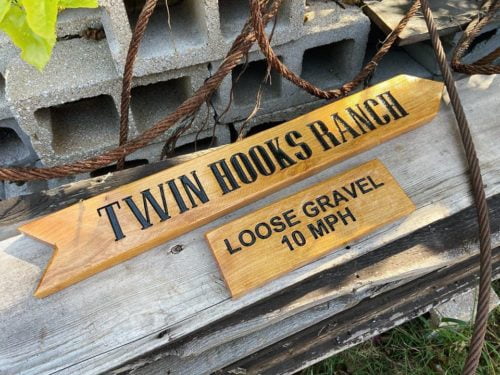 TWIN HOOKS RANCH
LOOSE GRAVEL
10 MPH